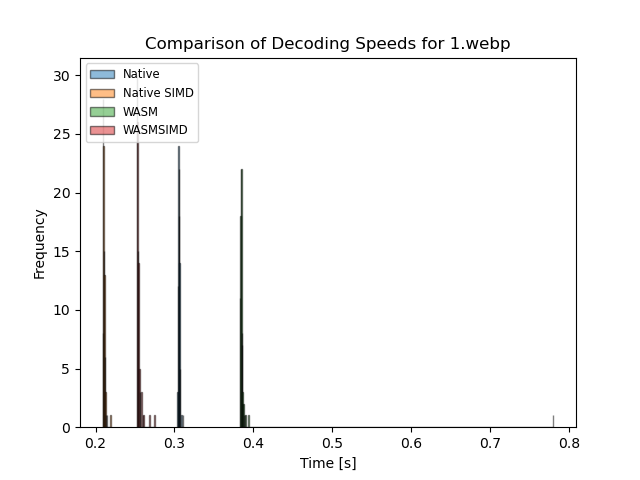 Comparison of Decoding Speeds for 1.webp
Native
Native SIMD
WASM
WASMSIMD
30
25
20
15
10
5
0
Frequency
0.2
0.3
0.4
0.5
0.6
0.7
0.8
Time [s]